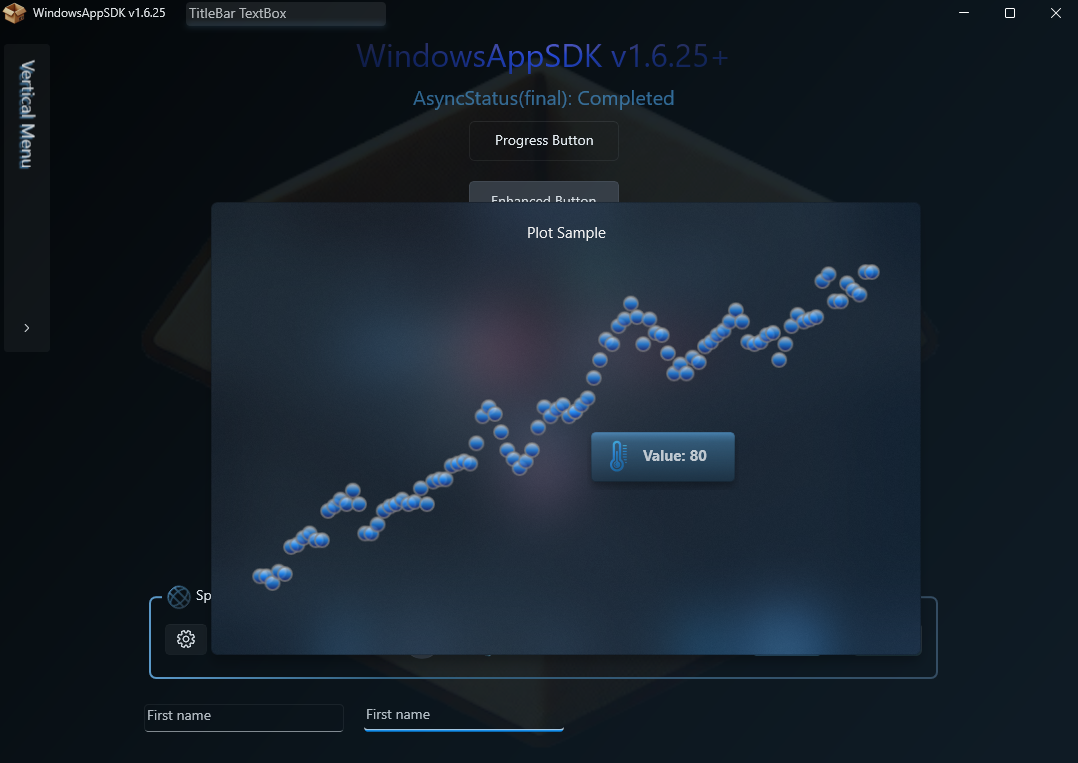 WindowsAppSDK v1.6.25
TitleBar TextBox
Vertical Menu
WindowsAppSDK v1.6.25+
AsyncStatus(final): Completed
Progress Button
Enhanced Button
Plot Sample
Value: 80
Sp
First name
First name